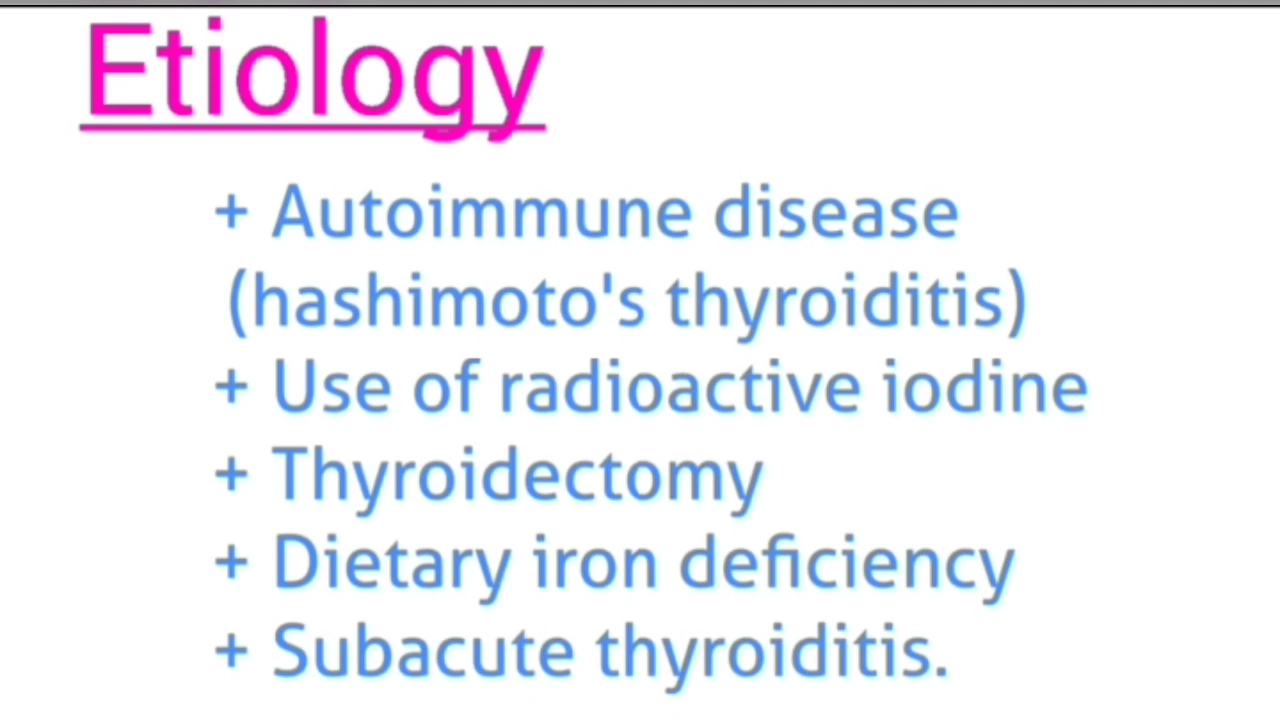 Etiology
+ Autoimmune disease
(hashimoto's thyroiditis)
+ Use of radioactive iodine
+ Thyroidectomy
+ Dietary iron deficiency
+ Subacute thyroiditis.